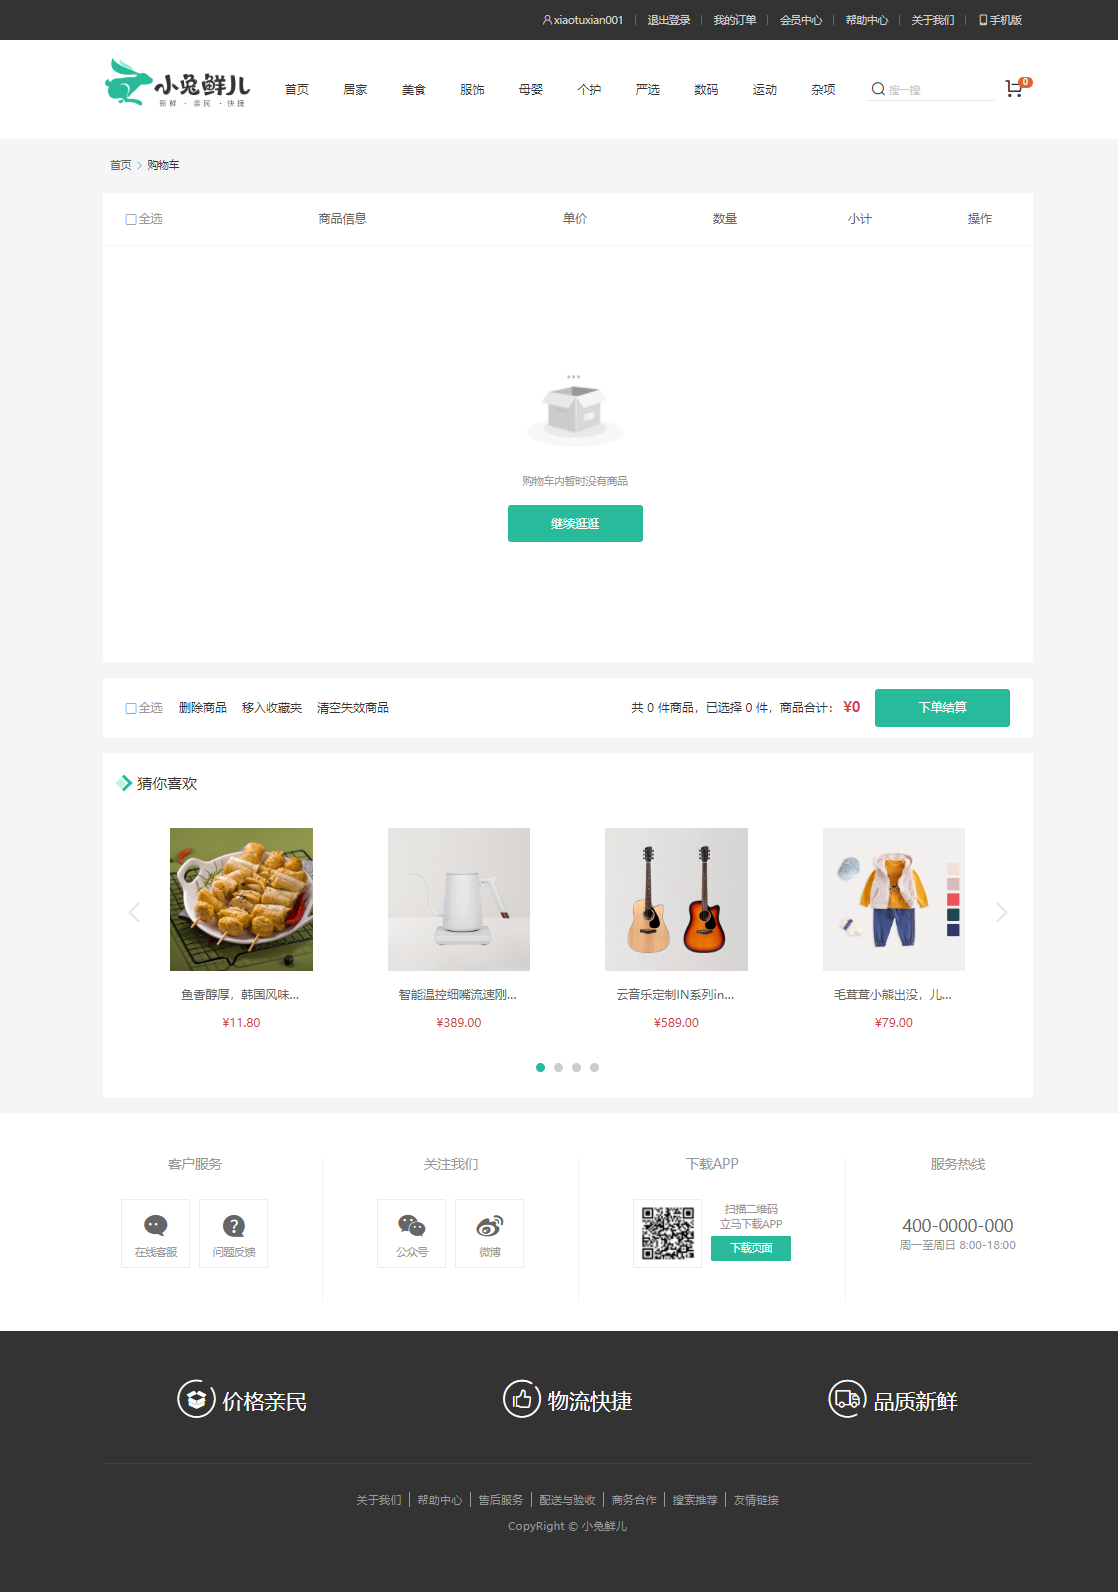 xiaotuxian001 退出登录 我的订单 会员中心 帮助中心 关于我们 手机版
小兔鲜儿
新鲜 · 亲民 · 快捷
首页 居家 美食 服饰 母婴 个护 严选 数码 运动 杂项 搜一搜 0
首页 > 购物车
全选 商品信息 单价 数量 小计 操作
购物车内暂时没有商品
继续逛逛
全选 删除商品 移入收藏夹 清空失效商品 共 0 件商品，已选择 0 件，商品合计： ¥0 下单结算
猜你喜欢
鱼香醇厚，韩国风味... 智能温控细嘴流速刚... 云音乐定制IN系列in... 毛茸茸小熊出没，儿...
¥11.80 ¥389.00 ¥589.00 ¥79.00
客户服务 关注我们 下载APP 服务热线
在线客服 问题反馈 公众号 微博
扫描二维码
立马下载APP
下载页面
400-0000-000
周一至周日 8:00-18:00
价格亲民 物流快捷 品质新鲜
关于我们 帮助中心 售后服务 配送与验收 商务合作 搜索推荐 友情链接
CopyRight © 小兔鲜儿